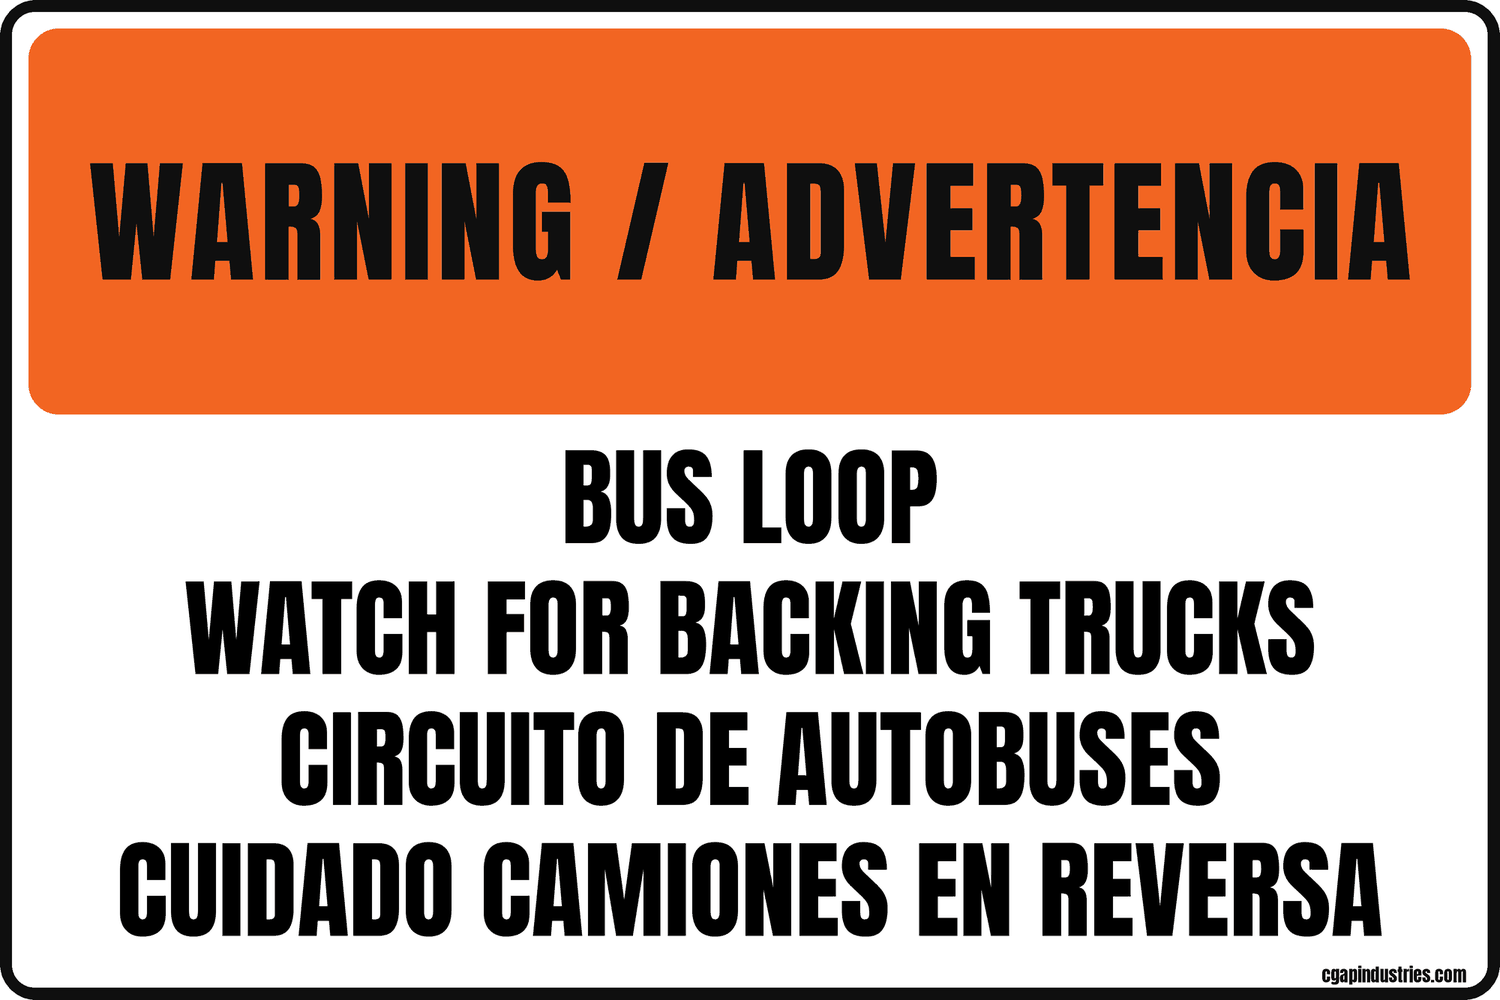 WARNING / ADVERTENCIA
BUS LOOP
WATCH FOR BACKING TRUCKS
CIRCUITO DE AUTOBUSES
CUIDADO CAMIONES EN REVERSA
cgapindustries.com